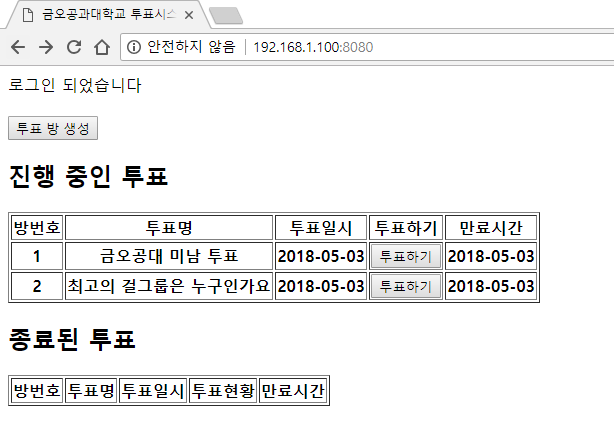 금오공과대학교 투표시스
안전하지 않음 192.168.1.100:8080
로그인 되었습니다
투표 방 생성
진행 중인 투표
방번호 투표명 투표일시 투표하기 만료시간
1 금오공대 미남 투표 2018-05-03 투표하기 2018-05-03
2 최고의 걸그룹은 누구인가요 2018-05-03 투표하기 2018-05-03
종료된 투표
방번호 투표명 투표일시 투표현황 만료시간